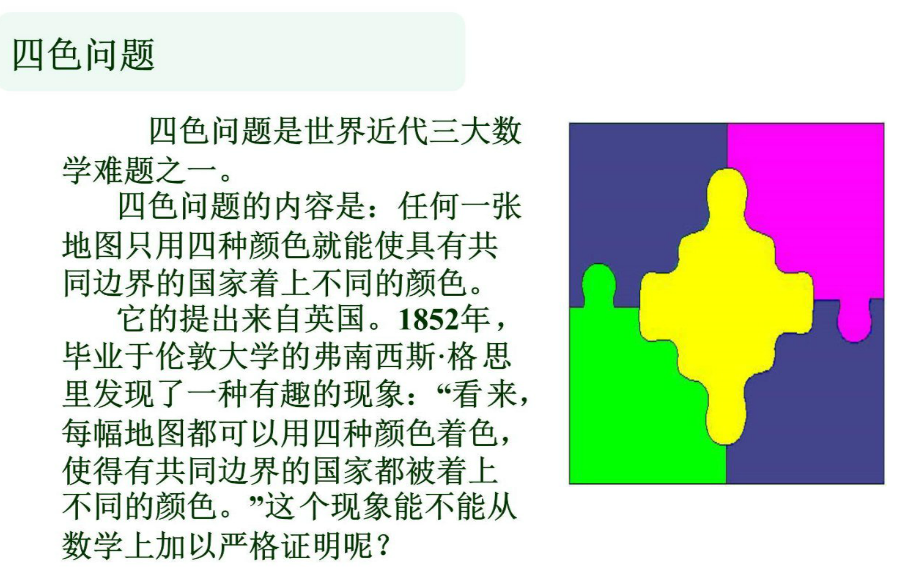 四色问题
四色问题是世界近代三大数
学难题之一。
四色问题的内容是：任何一张
地图只用四种颜色就能使具有共
同边界的国家着上不同的颜色。
它的提出来自英国。1852年，
毕业于伦敦大学的弗南西斯·格思
里发现了一种有趣的现象：“看来，
每幅地图都可以用四种颜色着色，
使得有共同边界的国家都被着上
不同的颜色。”这个现象能不能从
数学上加以严格证明呢？